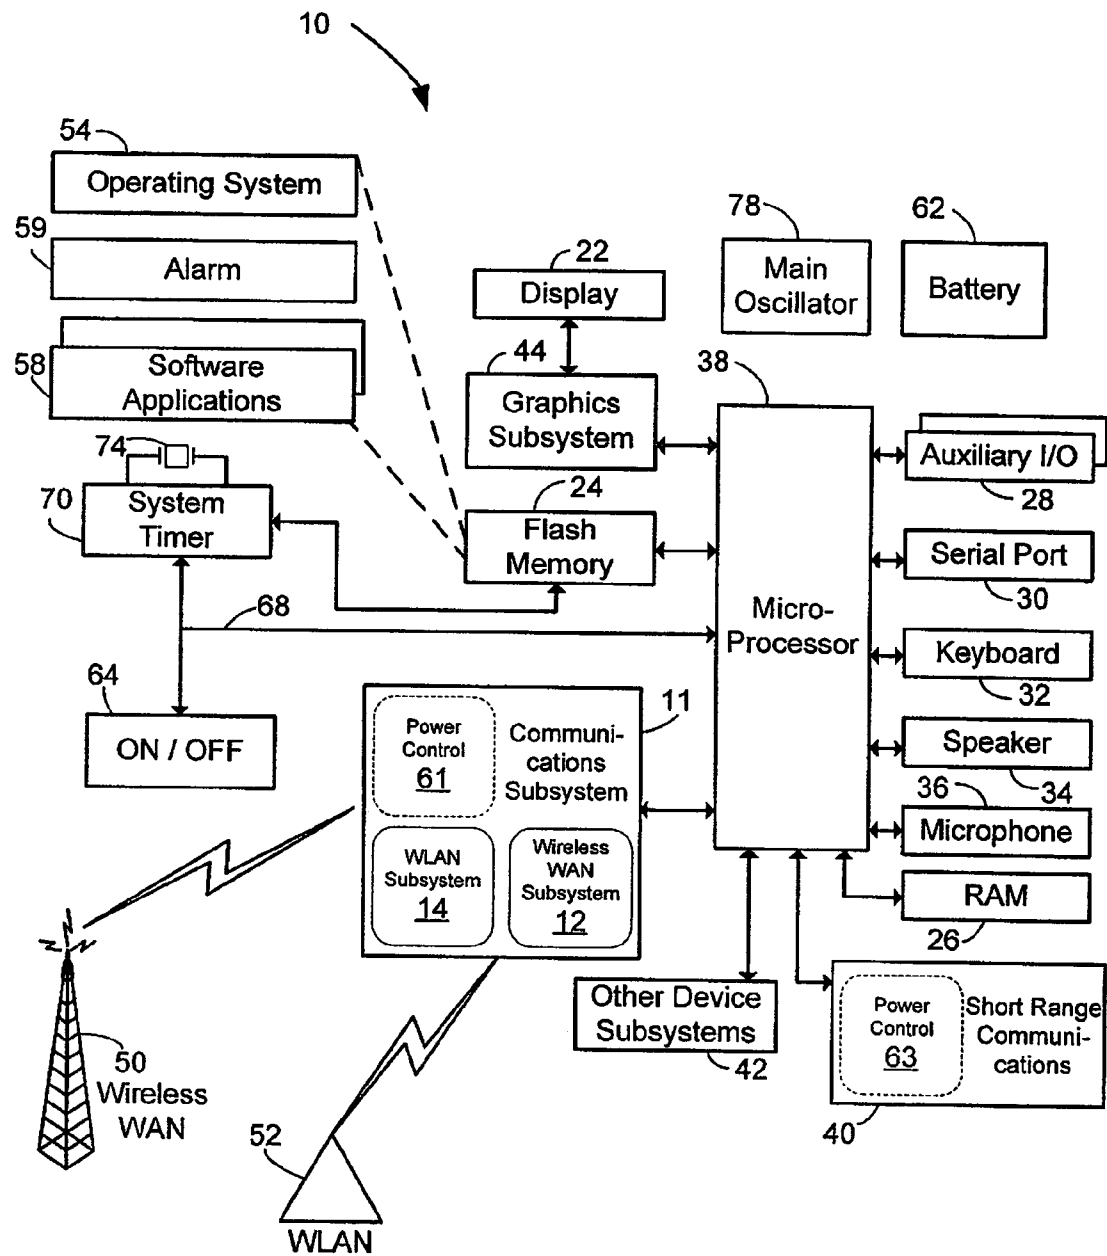 10
54
Operating System
59
Alarm
58
Software
Applications
74
70
System
Timer
68
64
ON / OFF
22
Display
44
Graphics
Subsystem
24
Flash
Memory
78
Main
Oscillator
62
Battery
38
Micro-
Processor
Auxiliary I/O
28
Serial Port
30
Keyboard
32
Speaker
34
36
Microphone
RAM
26
11
Power
Control
61
Communi-
cations
Subsystem
WLAN
Subsystem
14
Wireless
WAN
Subsystem
12
Other Device
Subsystems
42
Power
Control
63
Short Range
Communi-
cations
40
50
Wireless
WAN
52
WLAN